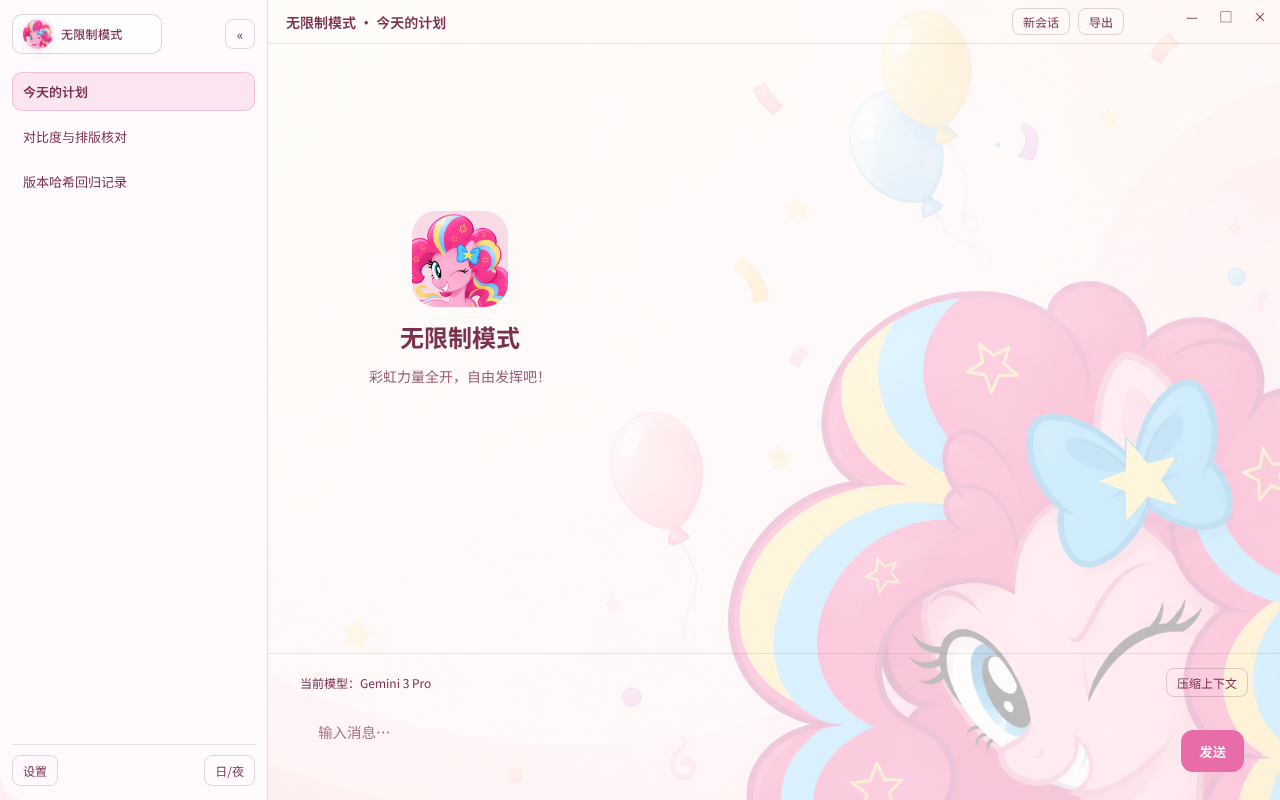 无限制模式
«
今天的计划
对比度与排版核对
版本哈希回归记录
设置
日/夜
无限制模式 · 今天的计划
新会话
导出
无限制模式
彩虹力量全开，自由发挥吧！
当前模型：Gemini 3 Pro
压缩上下文
输入消息…
发送